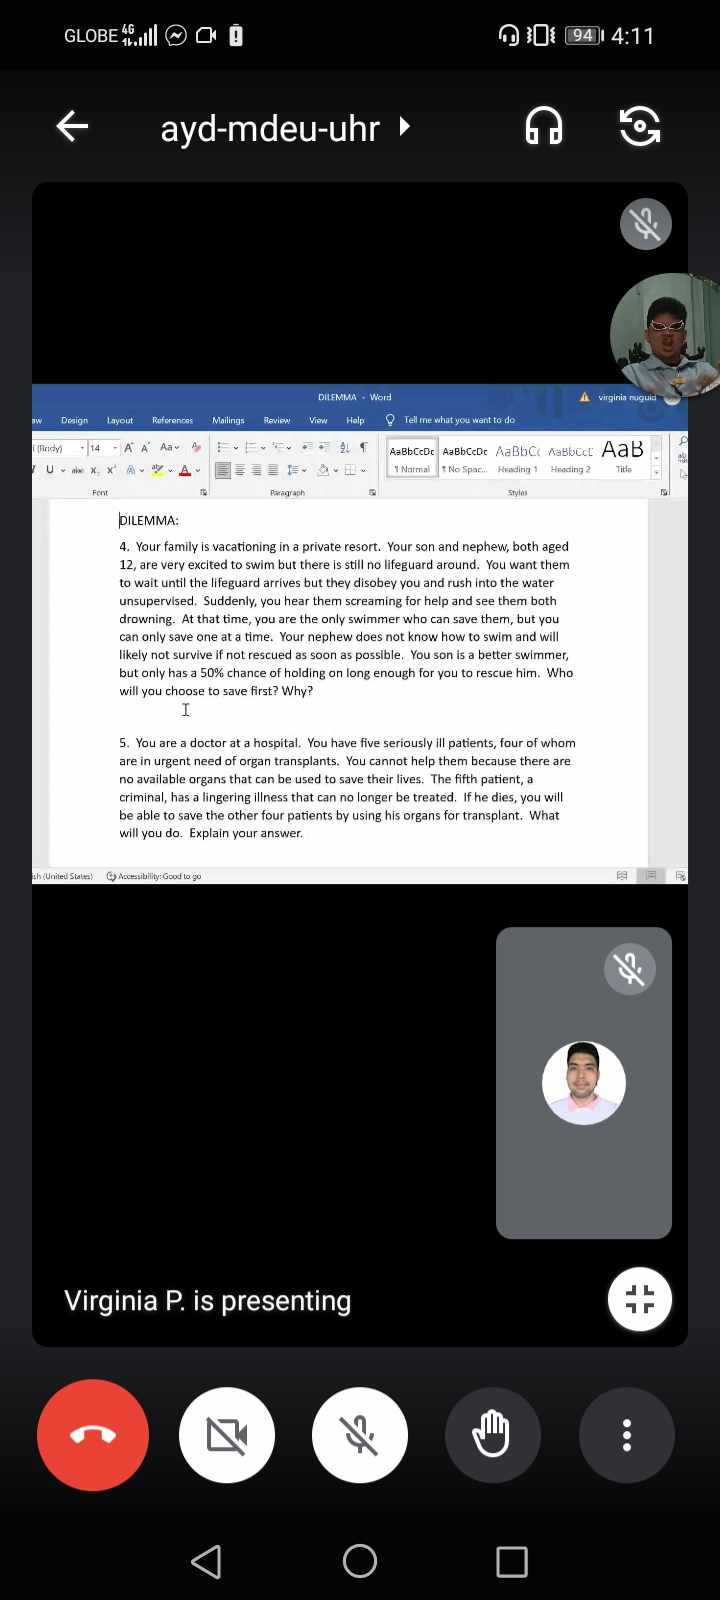 GLOBE 4G 94 4:11
ayd-mdeu-uhr
DILEMMA - Word virginia nuguid
aw Design Layout References Mailings Review View Help Tell me what you want to do
(Body) 14 A A Aa A AaBbCcDc AaBbCcDc AaBbC( AaBbCcC AaB
U abc X₂ X² A A ¶ Normal ¶ No Spac... Heading 1 Heading 2 Title
Font Paragraph Styles
DILEMMA:
4. Your family is vacationing in a private resort. Your son and nephew, both aged
12, are very excited to swim but there is still no lifeguard around. You want them
to wait until the lifeguard arrives but they disobey you and rush into the water
unsupervised. Suddenly, you hear them screaming for help and see them both
drowning. At that time, you are the only swimmer who can save them, but you
can only save one at a time. Your nephew does not know how to swim and will
likely not survive if not rescued as soon as possible. You son is a better swimmer,
but only has a 50% chance of holding on long enough for you to rescue him. Who
will you choose to save first? Why?
5. You are a doctor at a hospital. You have five seriously ill patients, four of whom
are in urgent need of organ transplants. You cannot help them because there are
no available organs that can be used to save their lives. The fifth patient, a
criminal, has a lingering illness that can no longer be treated. If he dies, you will
be able to save the other four patients by using his organs for transplant. What
will you do. Explain your answer.
ish (United States) Accessibility: Good to go
Virginia P. is presenting